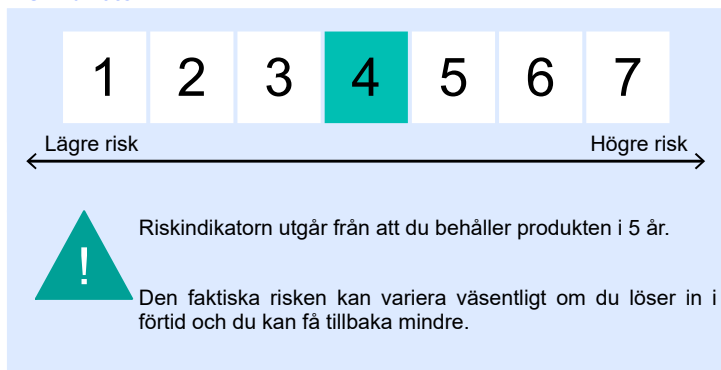 1 2 3 4 5 6 7
Lägre risk Högre risk
!
Riskindikatorn utgår från att du behåller produkten i 5 år.
Den faktiska risken kan variera väsentligt om du löser in i
förtid och du kan få tillbaka mindre.